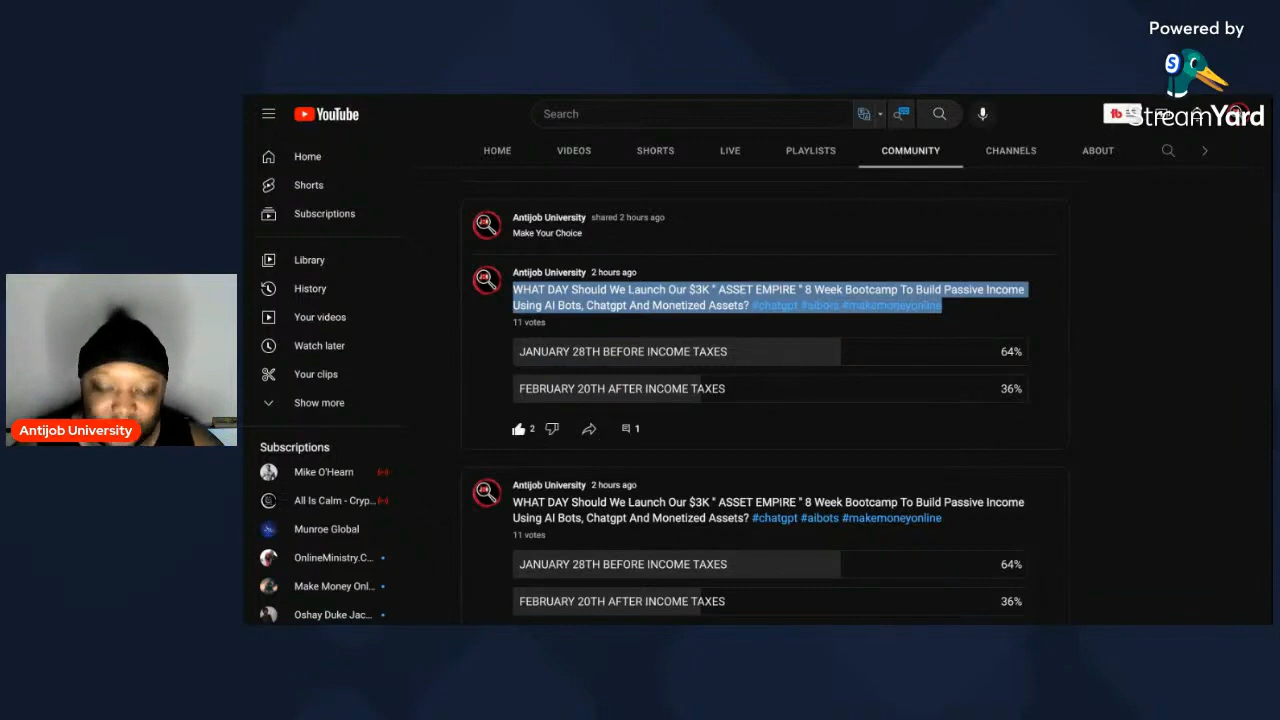 Powered by
StreamYard
YouTube
Search
HOME
VIDEOS
SHORTS
LIVE
PLAYLISTS
COMMUNITY
CHANNELS
ABOUT
Home
Shorts
Subscriptions
Library
History
Your videos
Watch later
Your clips
Show more
Subscriptions
Mike O'Hearn
All Is Calm - Cryp...
Munroe Global
OnlineMinistry.C...
Make Money Onl...
Oshay Duke Jac...
Antijob University
Antijob University shared 2 hours ago
Make Your Choice
Antijob University 2 hours ago
WHAT DAY Should We Launch Our $3K " ASSET EMPIRE " 8 Week Bootcamp To Build Passive Income
Using AI Bots, Chatgpt And Monetized Assets? #chatgpt #aibots #makemoneyonline
11 votes
JANUARY 28TH BEFORE INCOME TAXES 64%
FEBRUARY 20TH AFTER INCOME TAXES 36%
2
1
Antijob University 2 hours ago
WHAT DAY Should We Launch Our $3K " ASSET EMPIRE " 8 Week Bootcamp To Build Passive Income
Using AI Bots, Chatgpt And Monetized Assets? #chatgpt #aibots #makemoneyonline
11 votes
JANUARY 28TH BEFORE INCOME TAXES 64%
FEBRUARY 20TH AFTER INCOME TAXES 36%